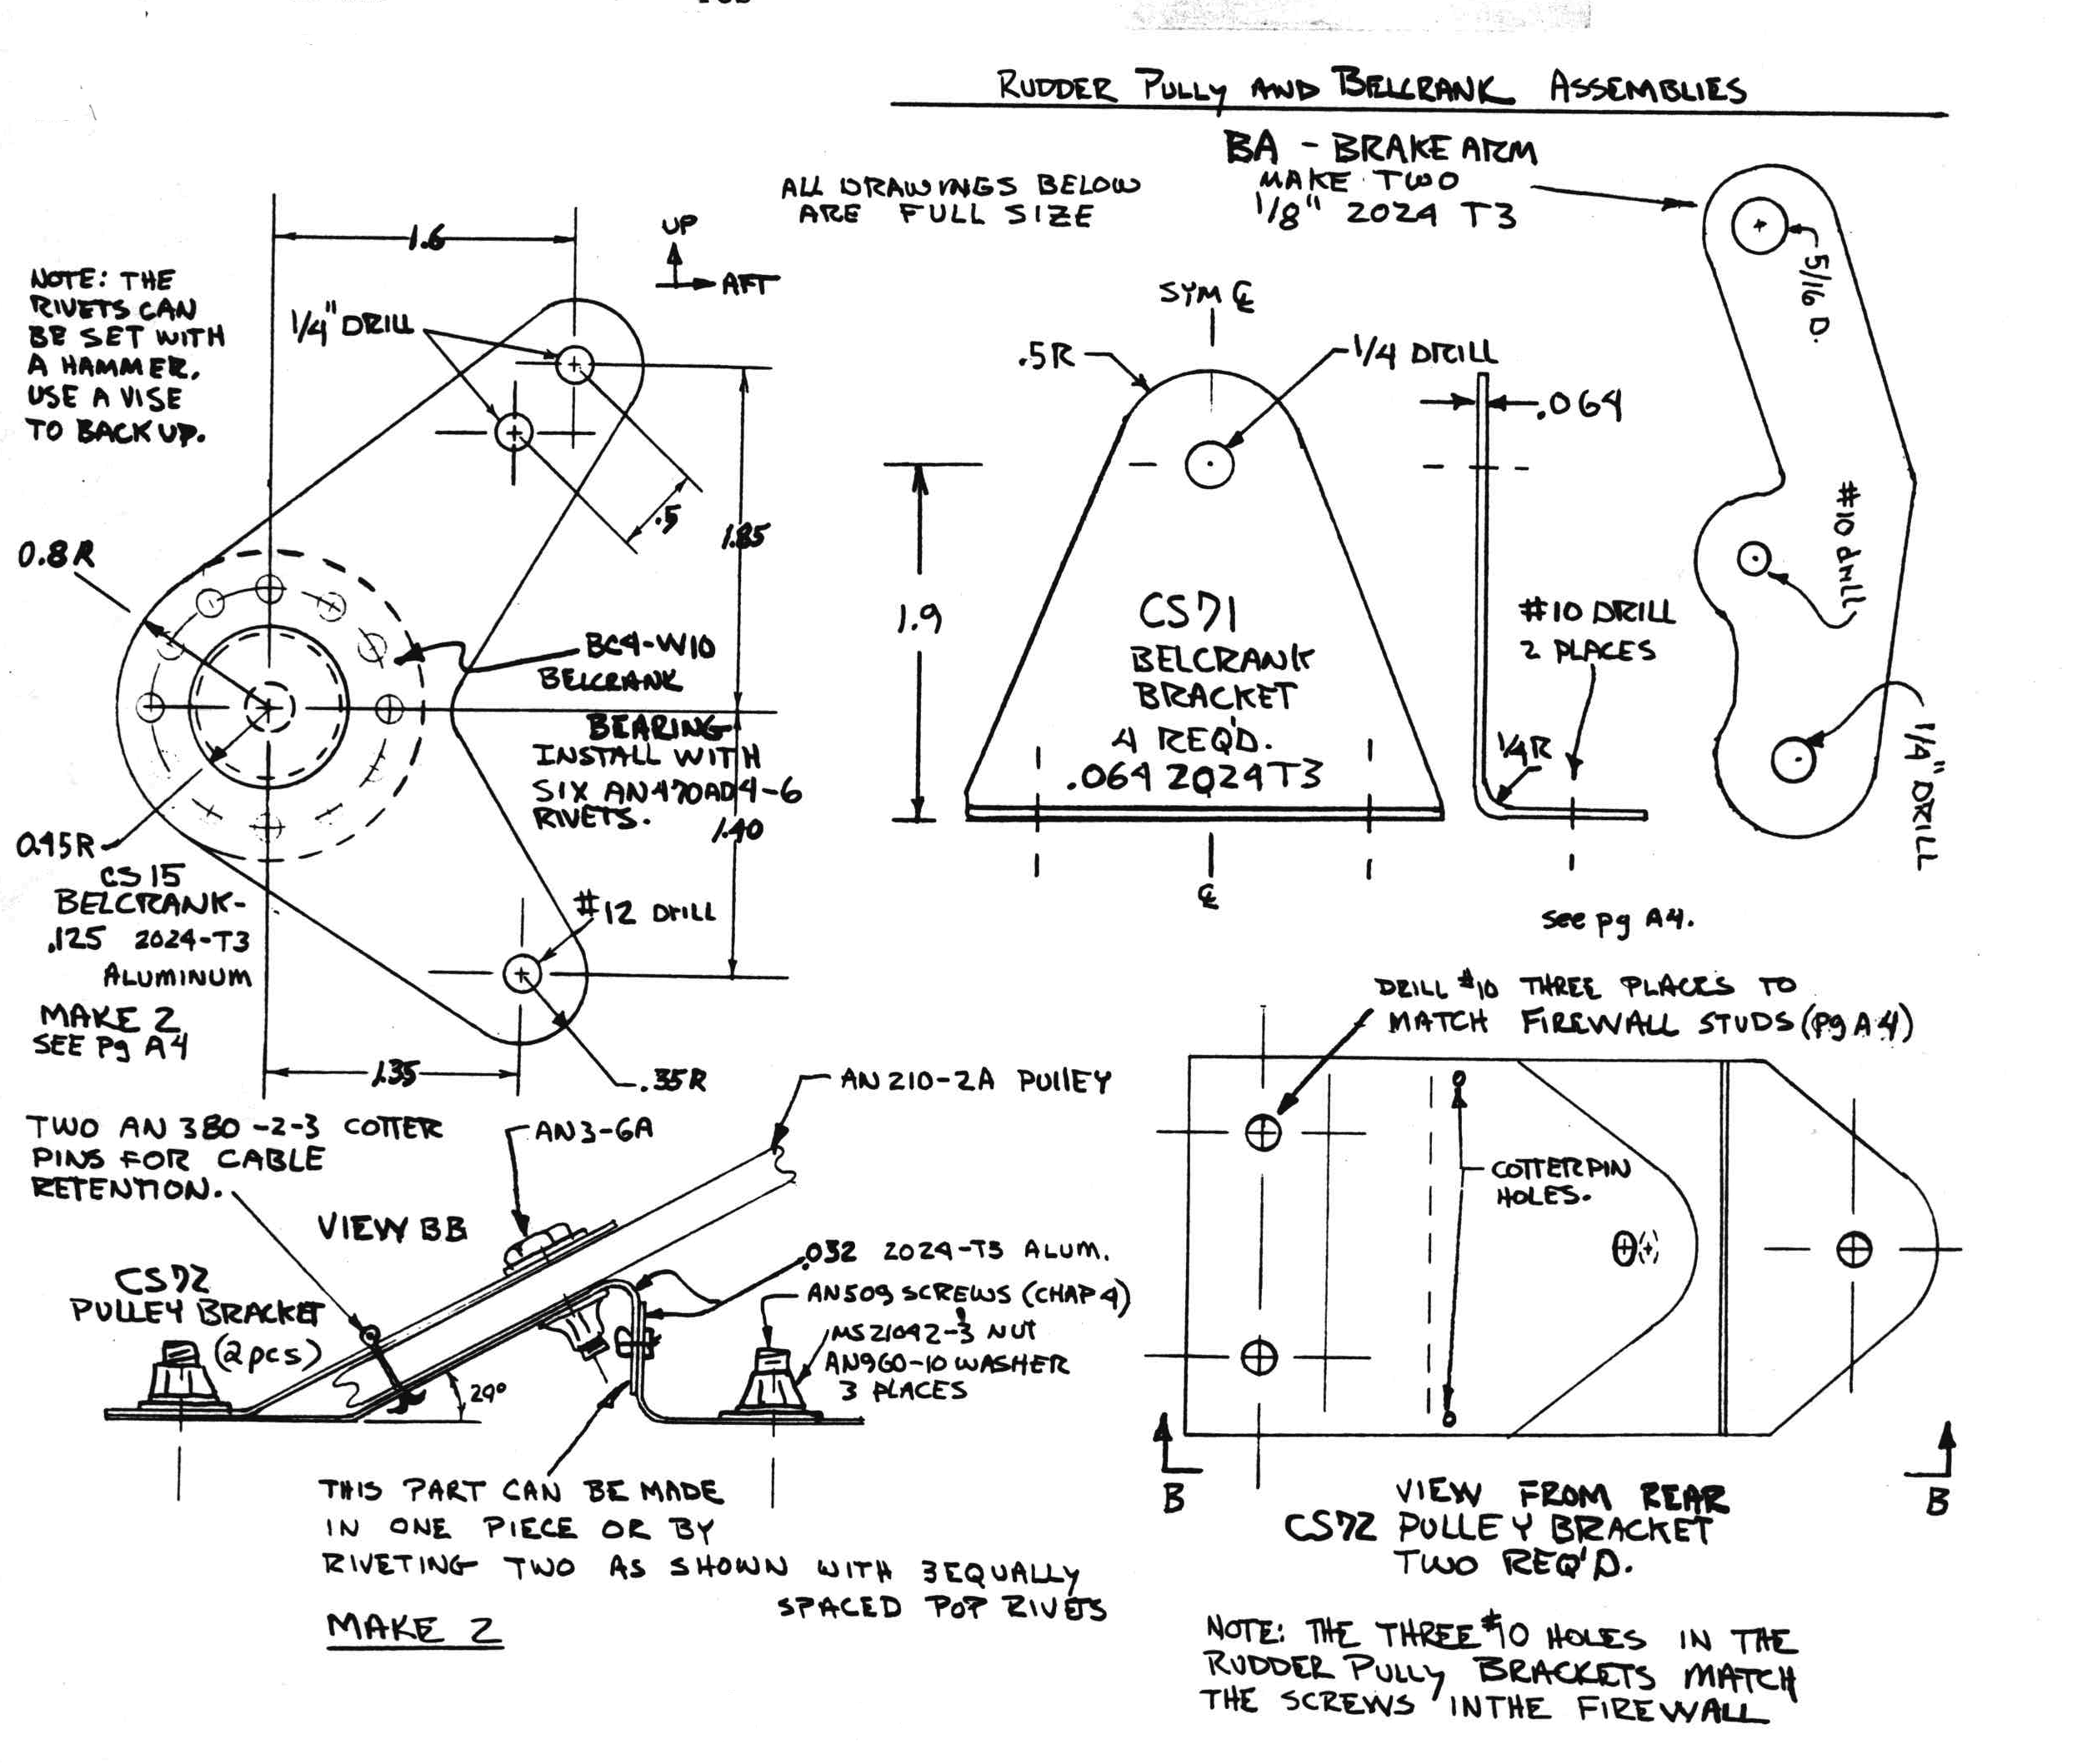 RUDDER PULLY AND BELCRANK ASSEMBLIES
BA - BRAKE ARM
MAKE TWO
1/8" 2024 T3
ALL DRAWINGS BELOW
ARE FULL SIZE
5/16 D.
#10 drill
1/4" DRILL
UP
AFT
1.6
NOTE: THE
RIVETS CAN
BE SET WITH
A HAMMER,
USE A VISE
TO BACK UP.
1/4" DRILL
.5
1.85
0.8R
BC4-W10
BELCRANK
BEARING
INSTALL WITH
SIX AN470AD4-6
RIVETS.
1.40
0.45R
CS15
BELCRANK-
.125 2024-T3
ALUMINUM
MAKE 2
SEE Pg A4
#12 DrILL
1.35
.35R
SYM ℄
.5R
1/4 DRILL
.064
1.9
CS71
BELCRANK
BRACKET
4 REQ'D.
.064 2024T3
℄
#10 DRILL
2 PLACES
1/4R
see pg A4.
TWO AN 380-2-3 COTTER
PINS FOR CABLE
RETENTION.
AN3-6A
AN210-2A PULLEY
VIEW BB
CS72
PULLEY BRACKET
(2pcs)
29°
.032 2024-T3 ALUM.
AN509 SCREWS (CHAP 4)
MS21042-3 NUT
AN960-10 WASHER
3 PLACES
THIS PART CAN BE MADE
IN ONE PIECE OR BY
RIVETING TWO AS SHOWN WITH 3 EQUALLY
SPACED POP RIVETS
MAKE 2
DRILL #10 THREE PLACES TO
MATCH FIREWALL STUDS (Pg A4)
COTTERPIN
HOLES.
B
B
VIEW FROM REAR
CS72 PULLEY BRACKET
TWO REQ'D.
NOTE: THE THREE #10 HOLES IN THE
RUDDER PULLY BRACKETS MATCH
THE SCREWS IN THE FIREWALL